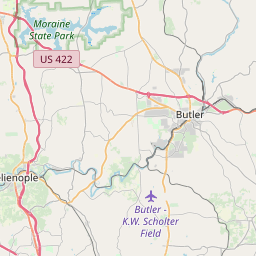 Moraine
State Park
US 422
Butler
lienople
Butler -
K.W. Scholter
Field